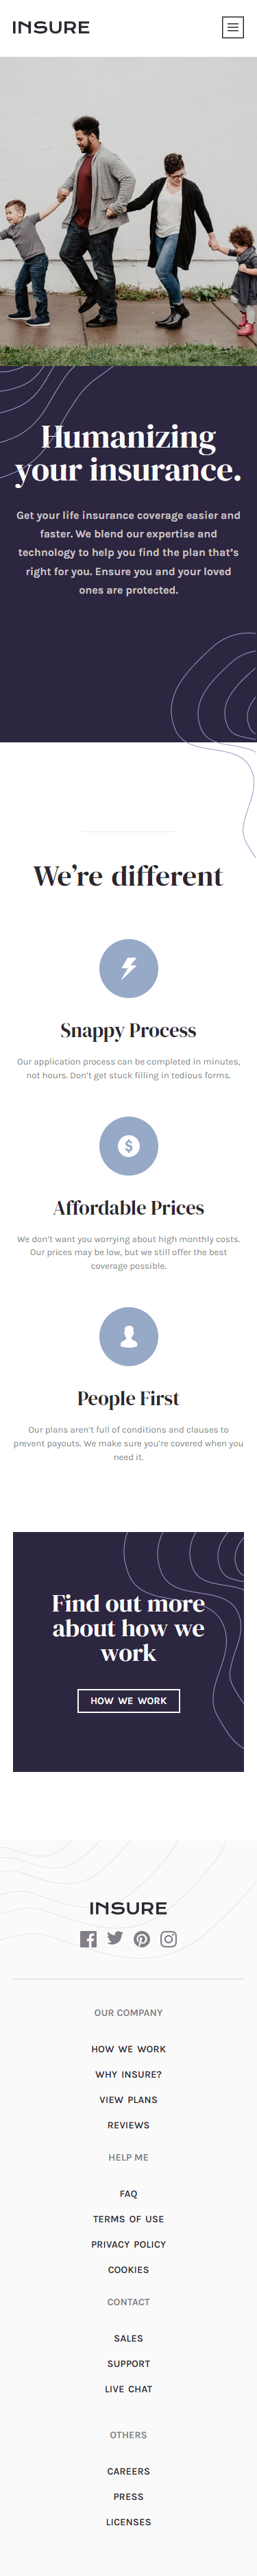 INSURE
Humanizing
your insurance.
Get your life insurance coverage easier and
faster. We blend our expertise and
technology to help you find the plan that’s
right for you. Ensure you and your loved
ones are protected.
We’re different
Snappy Process
Our application process can be completed in minutes,
not hours. Don’t get stuck filling in tedious forms.
Affordable Prices
We don’t want you worrying about high monthly costs.
Our prices may be low, but we still offer the best
coverage possible.
People First
Our plans aren’t full of conditions and clauses to
prevent payouts. We make sure you’re covered when you
need it.
Find out more
about how we
work
HOW WE WORK
INSURE
OUR COMPANY
HOW WE WORK
WHY INSURE?
VIEW PLANS
REVIEWS
HELP ME
FAQ
TERMS OF USE
PRIVACY POLICY
COOKIES
CONTACT
SALES
SUPPORT
LIVE CHAT
OTHERS
CAREERS
PRESS
LICENSES